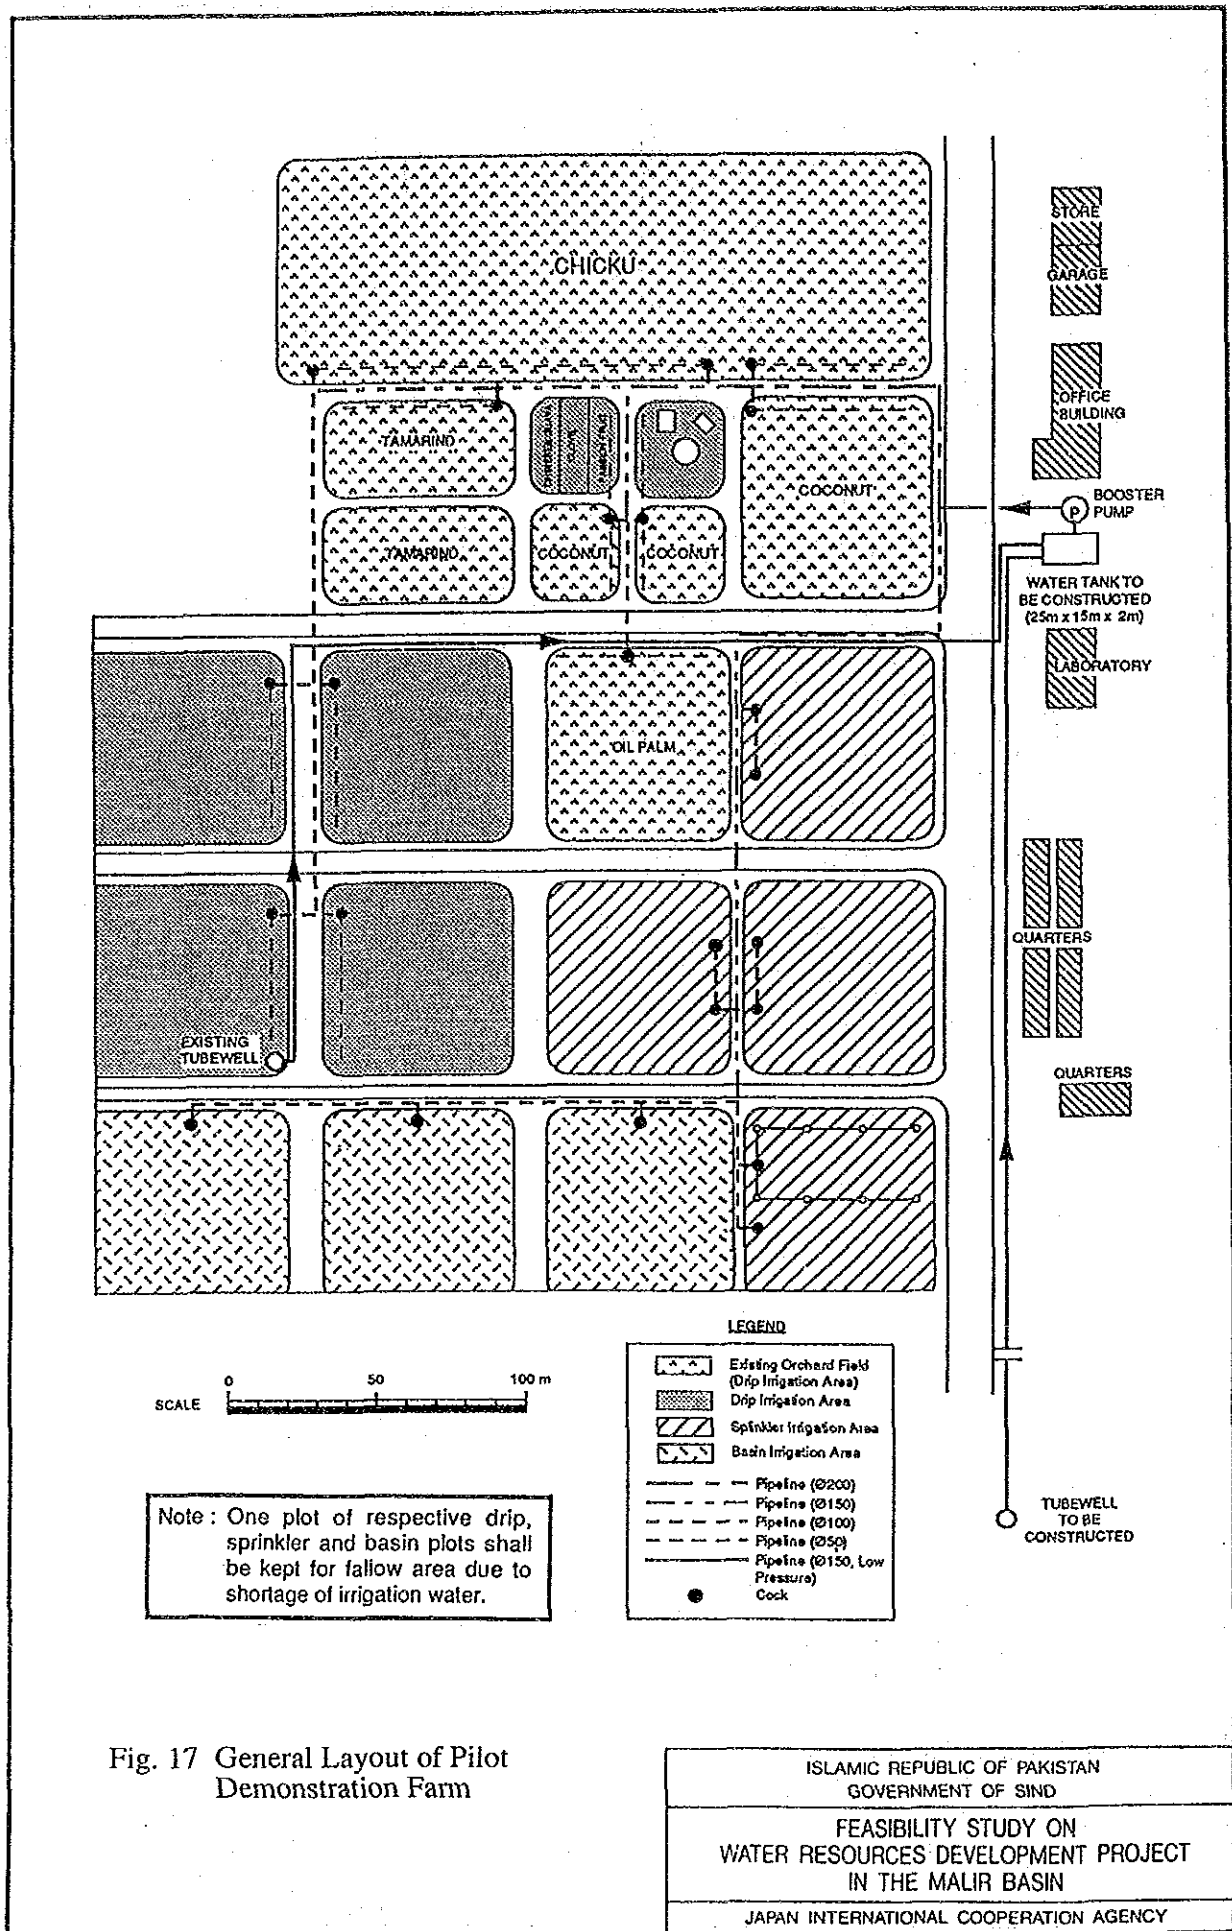 STORE
GARAGE
CHICKU
OFFICE
BUILDING
TAMARIND
COCONUT
BOOSTER
PUMP
P
TAMARIND
COCONUT
COCONUT
WATER TANK TO
BE CONSTRUCTED
(25m x 15m x 2m)
LABORATORY
OIL PALM
QUARTERS
EXISTING
TUBEWELL
QUARTERS
LEGEND
Existing Orchard Field
(Drip Irrigation Area)
Drip Irrigation Area
Sprinkler Irrigation Area
Basin Irrigation Area
Pipeline (Ø200)
Pipeline (Ø150)
Pipeline (Ø100)
Pipeline (Ø50)
Pipeline (Ø150, Low
Pressure)
Cock
SCALE
0 50 100 m
TUBEWELL
TO BE
CONSTRUCTED
Note : One plot of respective drip,
sprinkler and basin plots shall
be kept for fallow area due to
shortage of irrigation water.
Fig. 17 General Layout of Pilot
Demonstration Farm
ISLAMIC REPUBLIC OF PAKISTAN
GOVERNMENT OF SIND
FEASIBILITY STUDY ON
WATER RESOURCES DEVELOPMENT PROJECT
IN THE MALIR BASIN
JAPAN INTERNATIONAL COOPERATION AGENCY